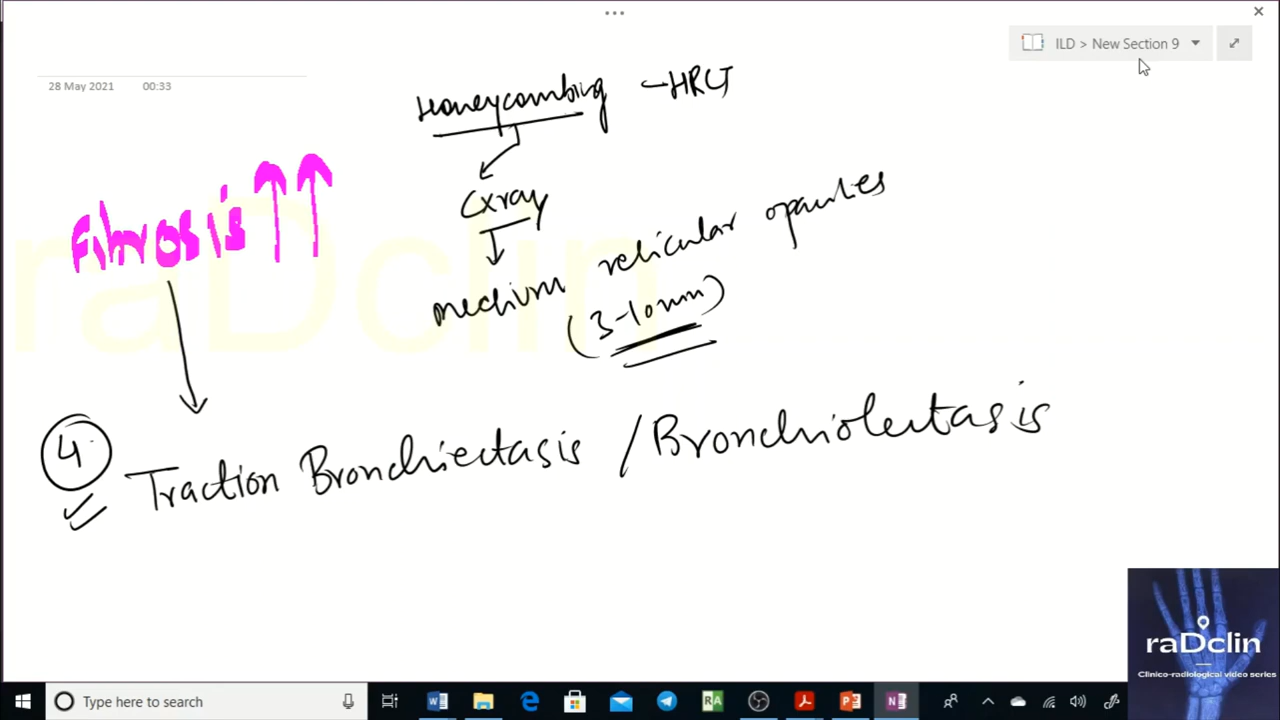 ILD > New Section 9
28 May 2021 00:33
Honeycombing - HRCT
Cxray
medium reticular opacities
(3-10mm)
Fibrosis ↑↑
4 Traction Bronchiectasis / Bronchiolectasis
raDclin
raDclin
Clinico-radiological video series
Type here to search